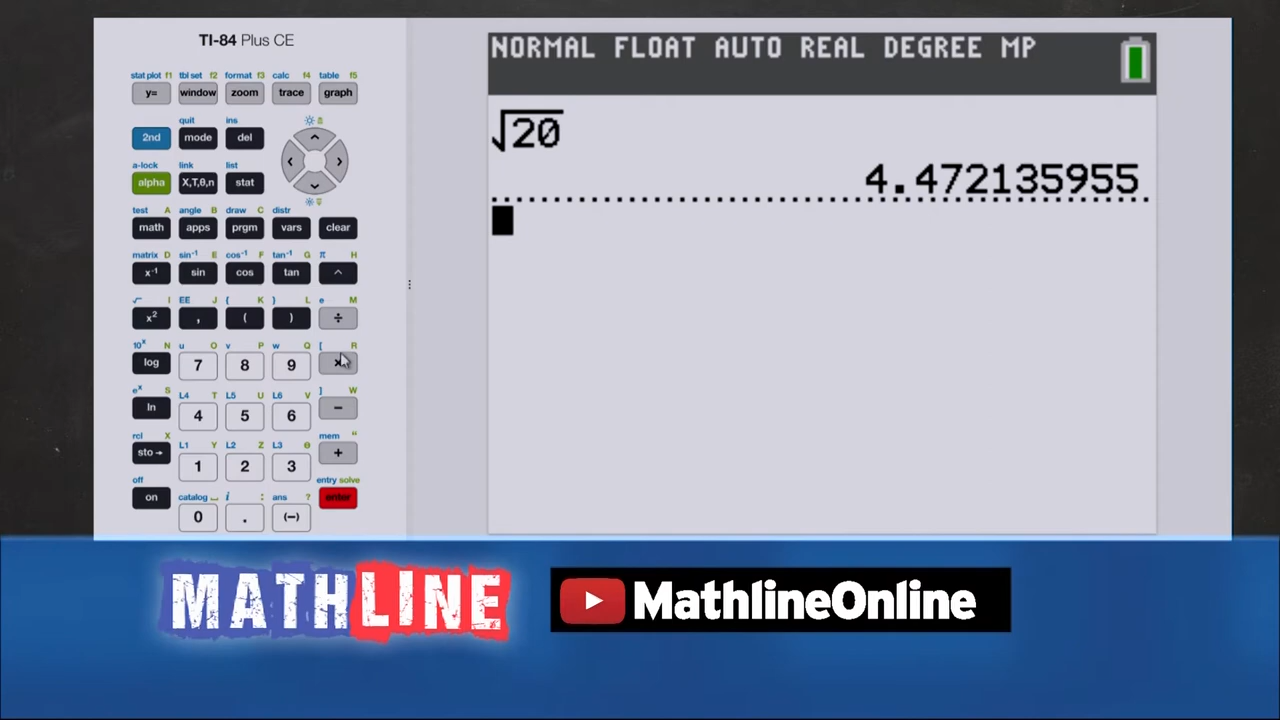 TI-84 Plus CE
stat plot f1 tbl set f2 format f3 calc f4 table f5
y= window zoom trace graph
quit ins
2nd mode del
a-lock link list
alpha X,T,θ,n stat
test A angle B draw C distr
math apps prgm vars clear
matrix D sin⁻¹ E cos⁻¹ F tan⁻¹ G π H
x⁻¹ sin cos tan ^
√ I EE J { K } L e M
x² , ( ) ÷
10ˣ N u O v P w Q [ R
log 7 8 9 ×
eˣ S L4 T L5 U L6 V ] W
ln 4 5 6 −
rcl X L1 Y L2 Z L3 θ mem "
sto→ 1 2 3 +
off catalog ⎵ i : ans ? entry solve
on 0 . (−) enter
NORMAL FLOAT AUTO REAL DEGREE MP
√20
4.472135955
MATHLINE
MathlineOnline